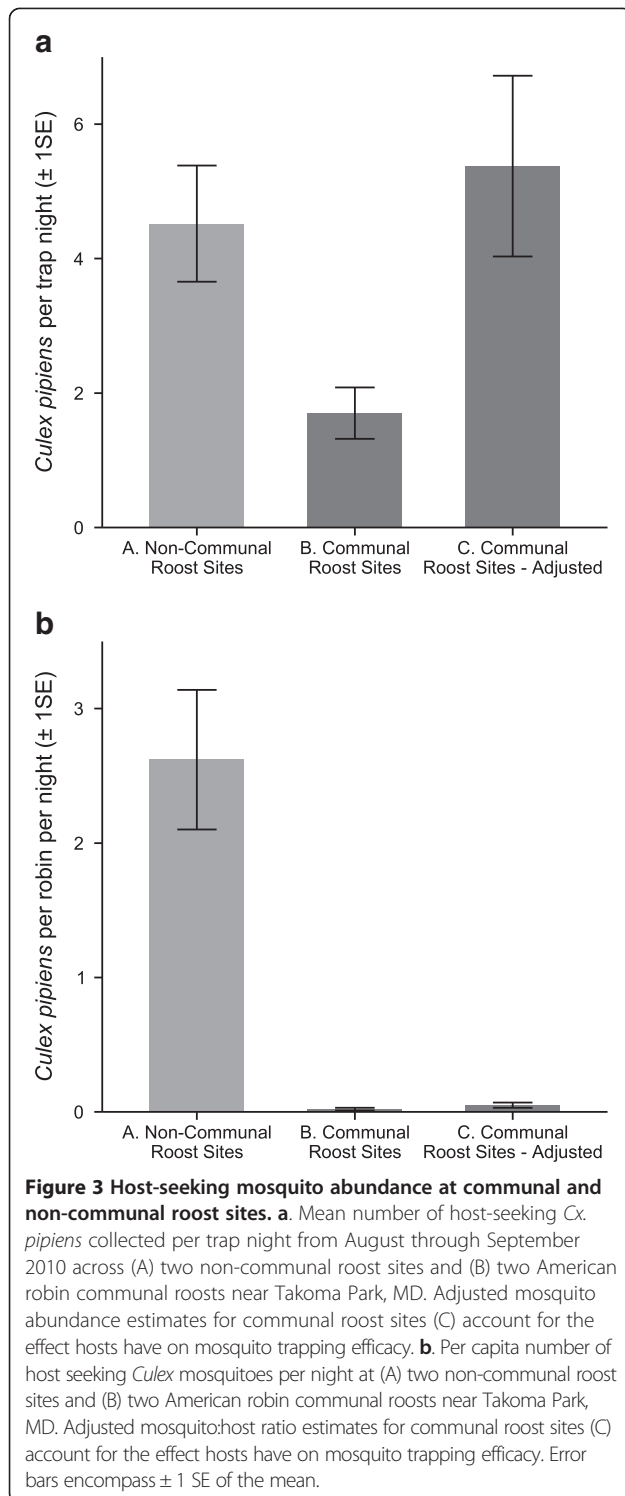 a
Culex pipiens per trap night (± 1SE)
6
4
2
0
A. Non-Communal
Roost Sites
B. Communal
Roost Sites
C. Communal
Roost Sites - Adjusted
b
Culex pipiens per robin per night (± 1SE)
3
2
1
0
A. Non-Communal
Roost Sites
B. Communal
Roost Sites
C. Communal
Roost Sites - Adjusted
Figure 3 Host-seeking mosquito abundance at communal and
non-communal roost sites. a. Mean number of host-seeking Cx.
pipiens collected per trap night from August through September
2010 across (A) two non-communal roost sites and (B) two American
robin communal roosts near Takoma Park, MD. Adjusted mosquito
abundance estimates for communal roost sites (C) account for the
effect hosts have on mosquito trapping efficacy. b. Per capita number of
host seeking Culex mosquitoes per night at (A) two non-communal roost
sites and (B) two American robin communal roosts near Takoma Park,
MD. Adjusted mosquito:host ratio estimates for communal roost sites (C)
account for the effect hosts have on mosquito trapping efficacy. Error
bars encompass ± 1 SE of the mean.